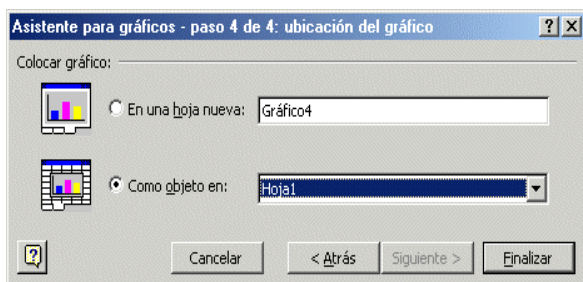 Asistente para gráficos - paso 4 de 4: ubicación del gráfico ? x
Colocar gráfico:
En una hoja nueva: Gráfico4
Como objeto en: Hoja1
? Cancelar < Atrás Siguiente > Finalizar